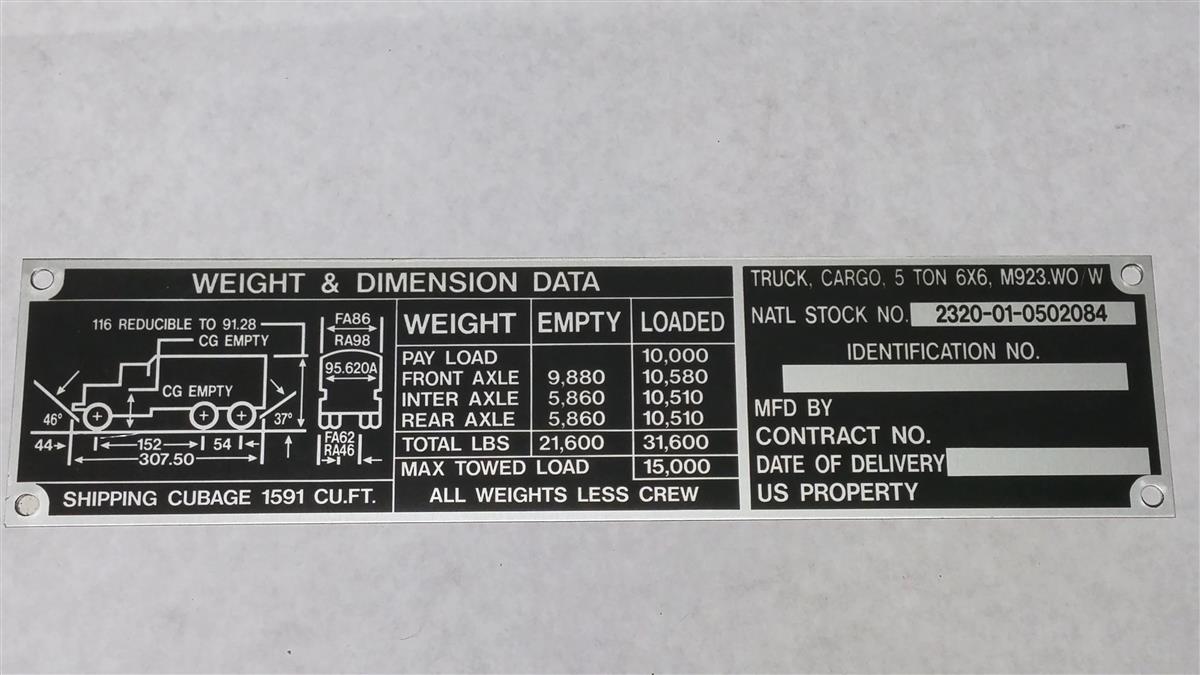 WEIGHT & DIMENSION DATA
116 REDUCIBLE TO 91.28
CG EMPTY
CG EMPTY
46°
37°
44
152
54
307.50
FA86
RA98
95.620A
FA62
RA46
SHIPPING CUBAGE 1591 CU.FT.
WEIGHT EMPTY LOADED
PAY LOAD 10,000
FRONT AXLE 9,880 10,580
INTER AXLE 5,860 10,510
REAR AXLE 5,860 10,510
TOTAL LBS 21,600 31,600
MAX TOWED LOAD 15,000
ALL WEIGHTS LESS CREW
TRUCK, CARGO, 5 TON 6X6, M923.WO/W
NATL STOCK NO. 2320-01-0502084
IDENTIFICATION NO.
MFD BY
CONTRACT NO.
DATE OF DELIVERY
US PROPERTY